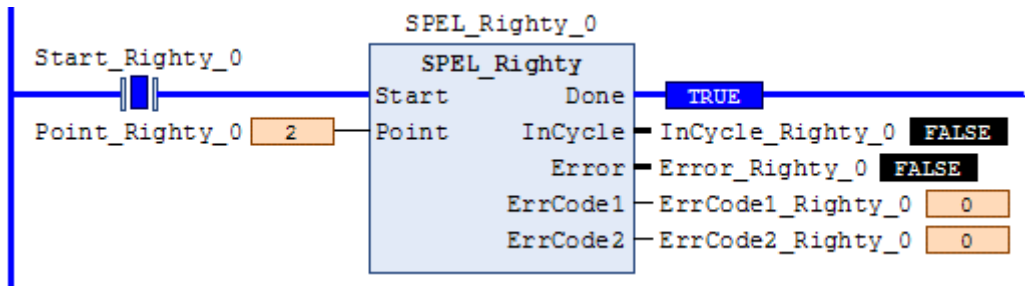 SPEL_Righty_0
Start_Righty_0
SPEL_Righty
Start Done TRUE
Point_Righty_0 2 Point InCycle InCycle_Righty_0 FALSE
Error Error_Righty_0 FALSE
ErrCode1 ErrCode1_Righty_0 0
ErrCode2 ErrCode2_Righty_0 0